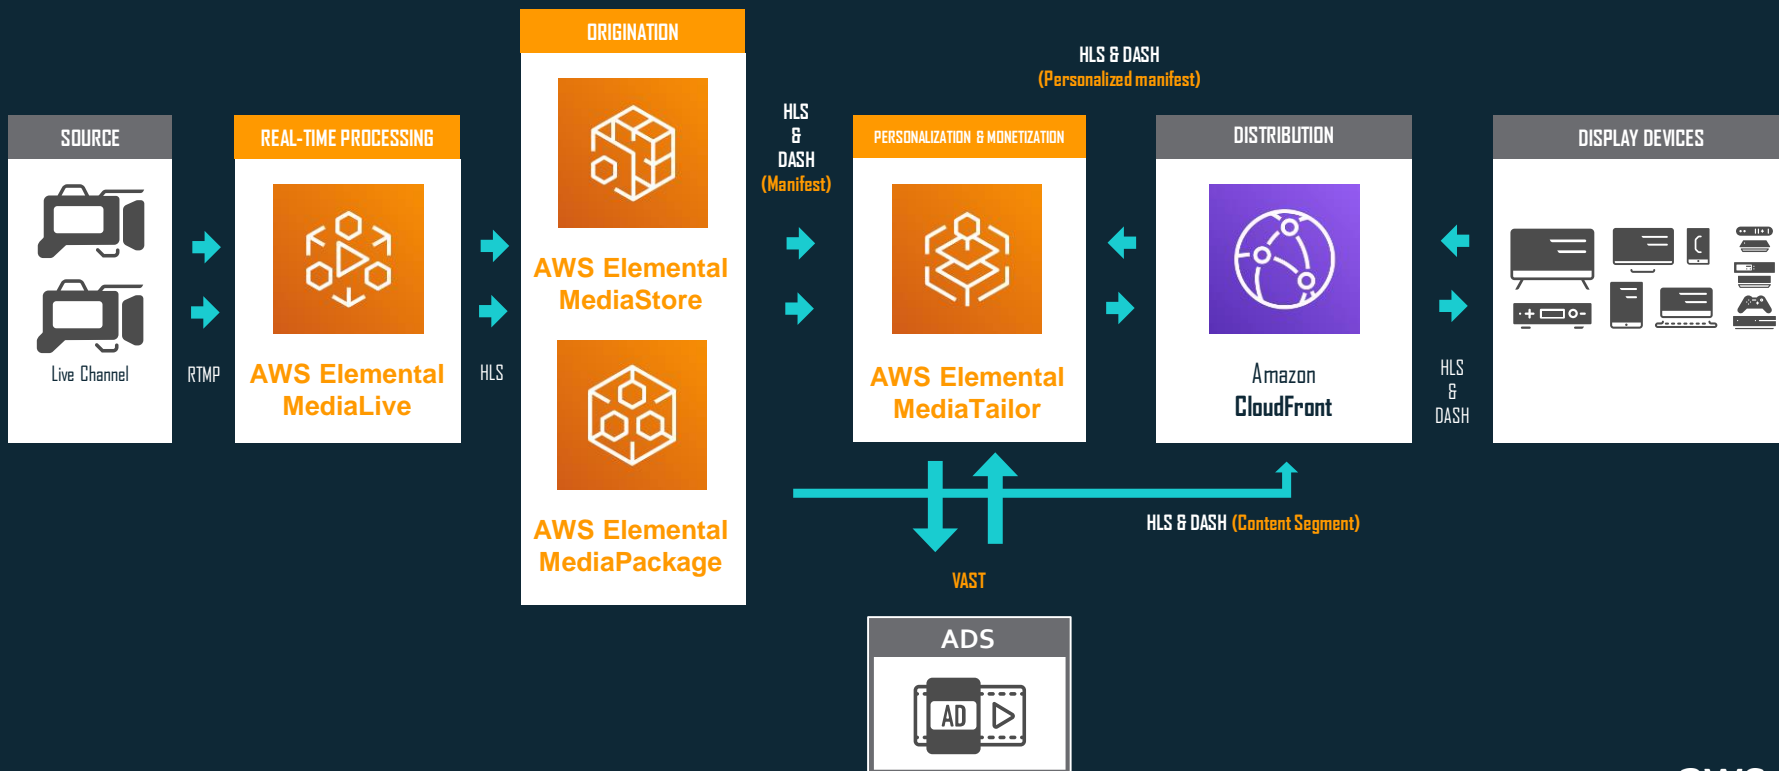 SOURCE
Live Channel
RTMP
REAL-TIME PROCESSING
AWS Elemental
MediaLive
HLS
ORIGINATION
AWS Elemental
MediaStore
AWS Elemental
MediaPackage
HLS
&
DASH
(Manifest)
PERSONALIZATION & MONETIZATION
AWS Elemental
MediaTailor
HLS & DASH
(Personalized manifest)
DISTRIBUTION
Amazon
CloudFront
HLS
&
DASH
DISPLAY DEVICES
HLS & DASH (Content Segment)
VAST
ADS
AD